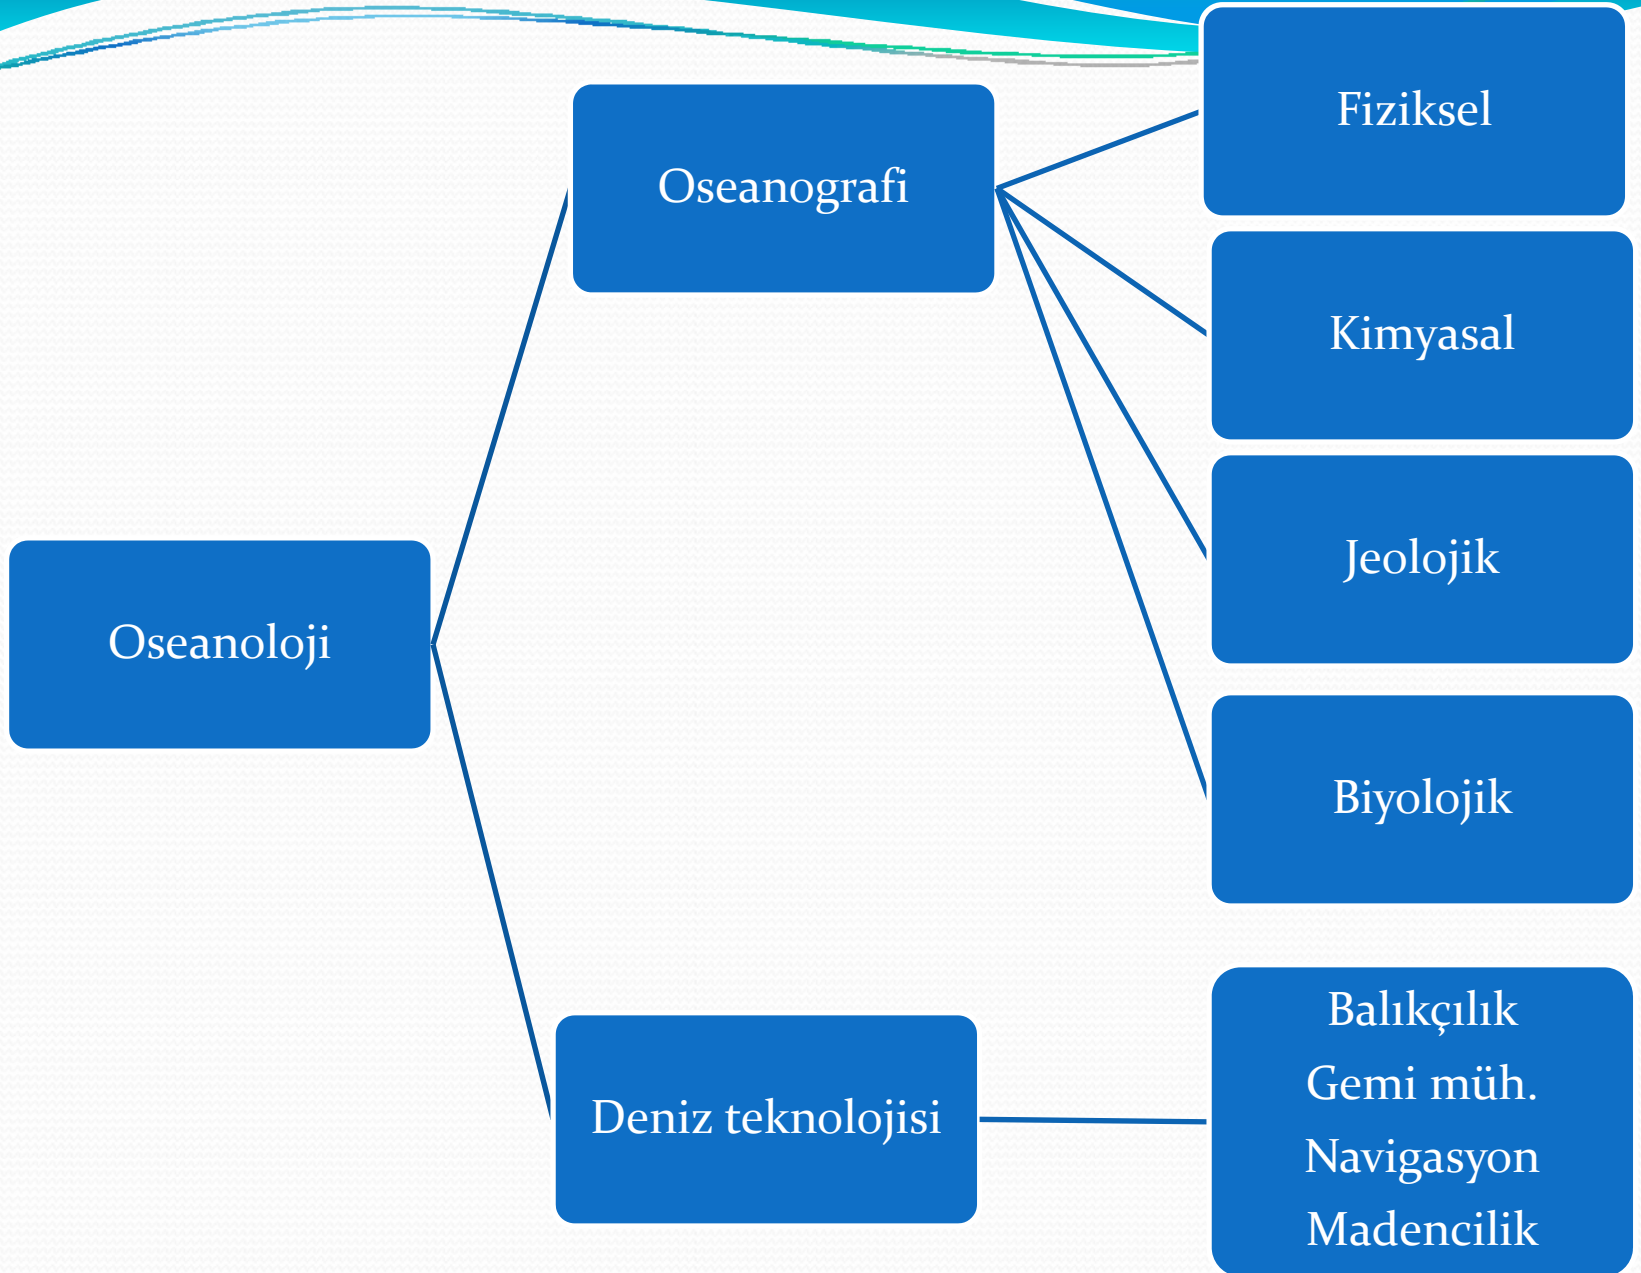 Oseanoloji
Oseanografi
Fiziksel
Kimyasal
Jeolojik
Biyolojik
Deniz teknolojisi
Balıkçılık
Gemi müh.
Navigasyon
Madencilik